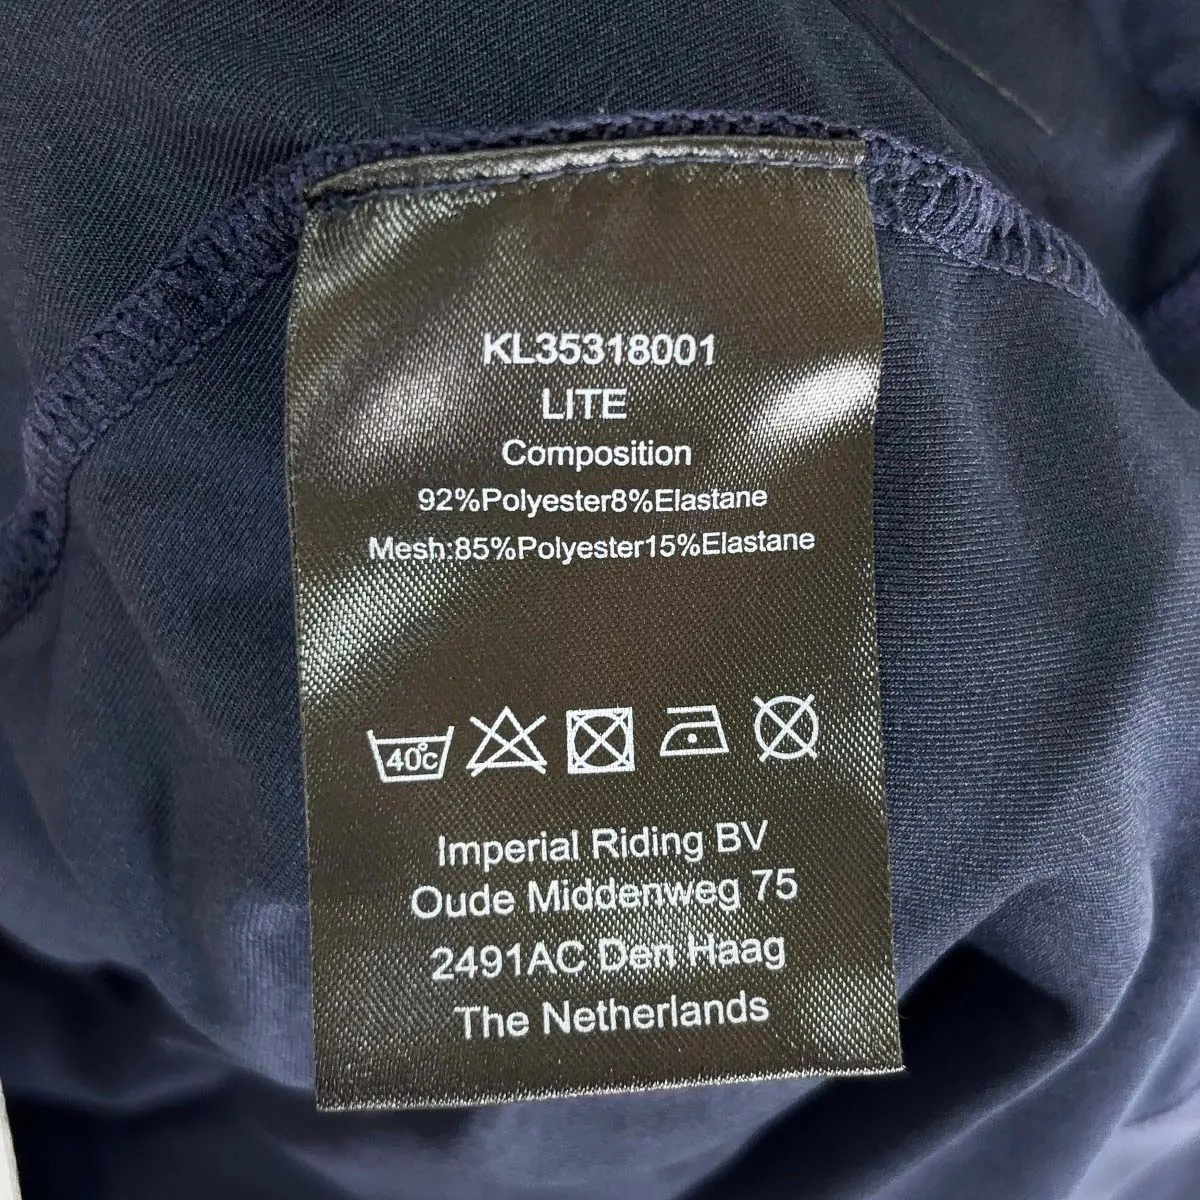 KL35318001
LITE
Composition
92%Polyester8%Elastane
Mesh:85%Polyester15%Elastane
40°c
Imperial Riding BV
Oude Middenweg 75
2491AC Den Haag
The Netherlands